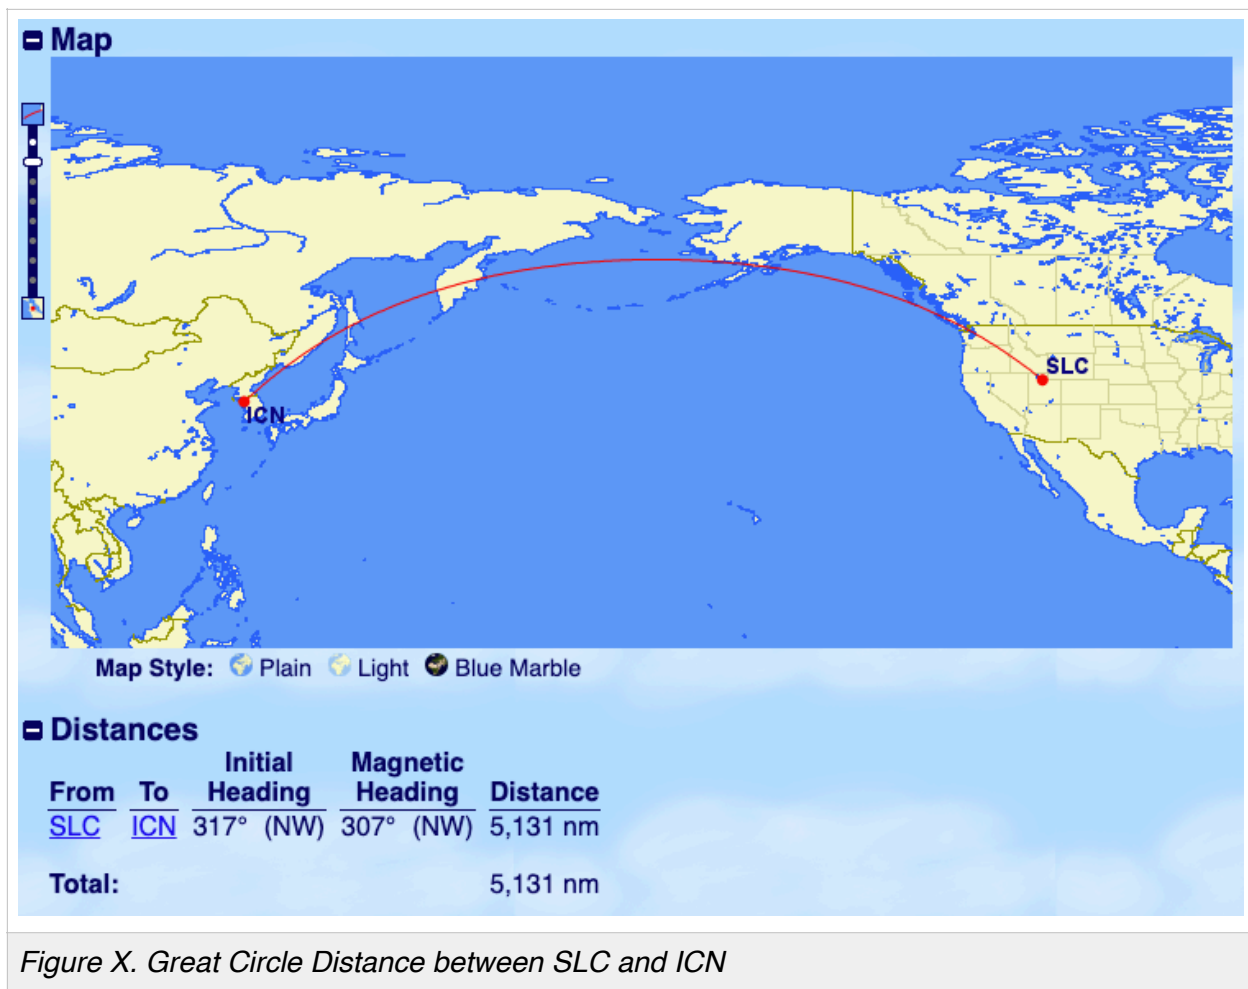 Map
SLC
ICN
Map Style: Plain Light Blue Marble
Distances
Initial Magnetic
From To Heading Heading Distance
SLC ICN 317° (NW) 307° (NW) 5,131 nm
Total: 5,131 nm
Figure X. Great Circle Distance between SLC and ICN